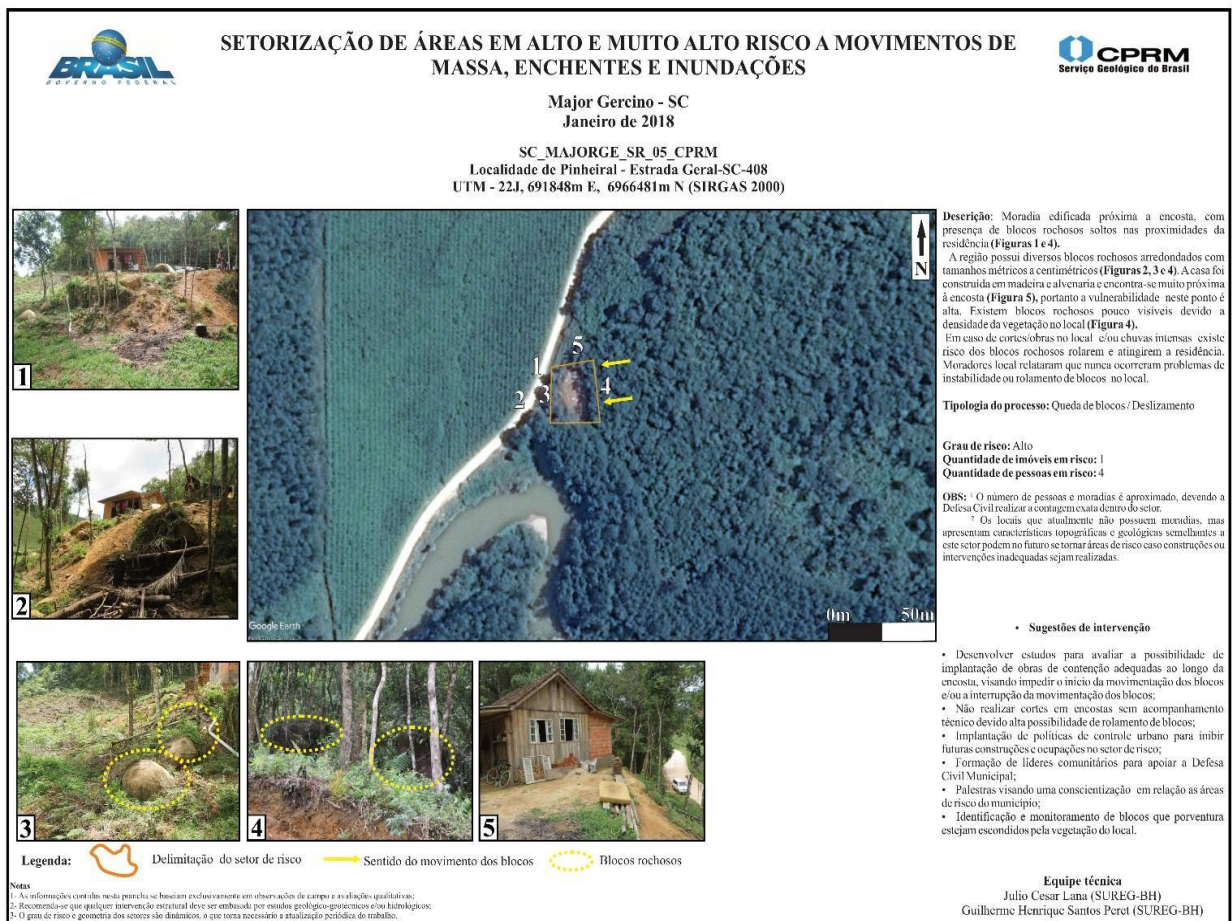 BRASIL
GOVERNO FEDERAL
SETORIZAÇÃO DE ÁREAS EM ALTO E MUITO ALTO RISCO A MOVIMENTOS DE
MASSA, ENCHENTES E INUNDAÇÕES
CPRM
Serviço Geológico do Brasil
Major Gercino - SC
Janeiro de 2018
SC_MAJORGE_SR_05_CPRM
Localidade de Pinheiral - Estrada Geral-SC-408
UTM - 22J, 691848m E, 6966481m N (SIRGAS 2000)
1
2
N
5
1
3
4
2
Google Earth
0m
50m
Descrição: Moradia edificada próxima a encosta, com
presença de blocos rochosos soltos nas proximidades da
residência (Figuras 1 e 4).
A região possui diversos blocos rochosos arredondados com
tamanhos métricos a centimétricos (Figuras 2, 3 e 4). A casa foi
construída em madeira e alvenaria e encontra-se muito próxima
à encosta (Figura 5), portanto a vulnerabilidade neste ponto é
alta. Existem blocos rochosos pouco visíveis devido a
densidade da vegetação no local (Figura 4).
Em caso de cortes/obras no local e/ou chuvas intensas existe
risco dos blocos rochosos rolarem e atingirem a residência.
Moradores local relataram que nunca ocorreram problemas de
instabilidade ou rolamento de blocos no local.
Tipologia do processo: Queda de blocos / Deslizamento
Grau de risco: Alto
Quantidade de imóveis em risco: 1
Quantidade de pessoas em risco: 4
OBS: ¹ O número de pessoas e moradias é aproximado, devendo a
Defesa Civil realizar a contagem exata dentro do setor.
² Os locais que atualmente não possuem moradias, mas
apresentam características topográficas e geológicas semelhantes a
este setor podem no futuro se tornar áreas de risco caso construções ou
intervenções inadequadas sejam realizadas.
• Sugestões de intervenção
• Desenvolver estudos para avaliar a possibilidade de
implantação de obras de contenção adequadas ao longo da
encosta, visando impedir o início da movimentação dos blocos
e/ou a interrupção da movimentação dos blocos;
• Não realizar cortes em encostas sem acompanhamento
técnico devido alta possibilidade de rolamento de blocos;
• Implantação de políticas de controle urbano para inibir
futuras construções e ocupações no setor de risco;
• Formação de líderes comunitários para apoiar a Defesa
Civil Municipal;
• Palestras visando uma conscientização em relação as áreas
de risco do município;
• Identificação e monitoramento de blocos que porventura
estejam escondidos pela vegetação do local.
3
4
5
Legenda:
Delimitação do setor de risco
Sentido do movimento dos blocos
Blocos rochosos
Notas
1- As informações contidas nesta prancha se baseiam exclusivamente em observações de campo e avaliações qualitativas;
2- Recomenda-se que qualquer intervenção estrutural deve ser embasada por estudos geológico-geotécnicos e/ou hidrológicos;
3- O grau de risco e geometria dos setores são dinâmicos, o que torna necessário a atualização periódica do trabalho.
Equipe técnica
Julio Cesar Lana (SUREG-BH)
Guilherme Henrique Santos Peret (SUREG-BH)